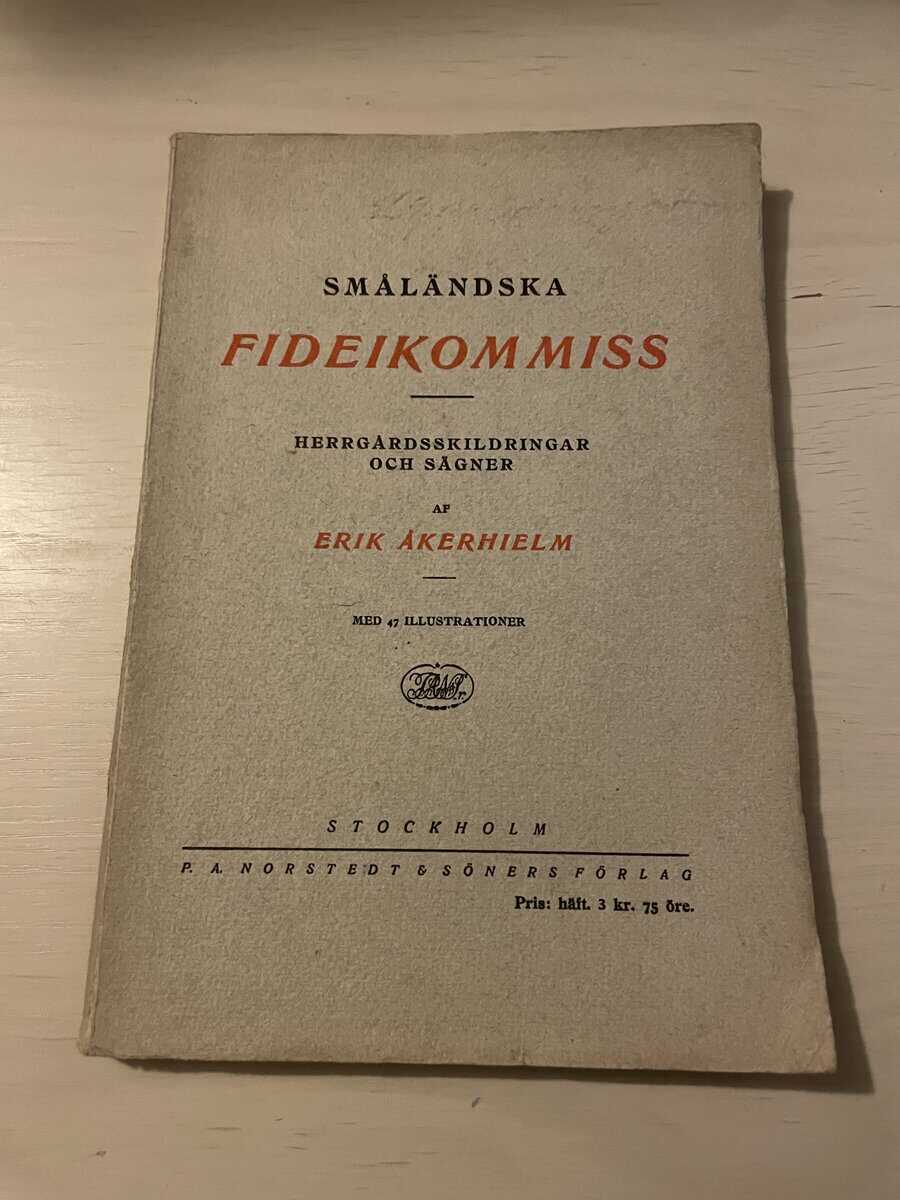 SMÅLÄNDSKA
FIDEIKOMMISS
HERRGÅRDSSKILDRINGAR
OCH SÄGNER
AF
ERIK ÅKERHIELM
MED 47 ILLUSTRATIONER
STOCKHOLM
P. A. NORSTEDT & SÖNERS FÖRLAG
Pris: häft. 3 kr. 75 öre.